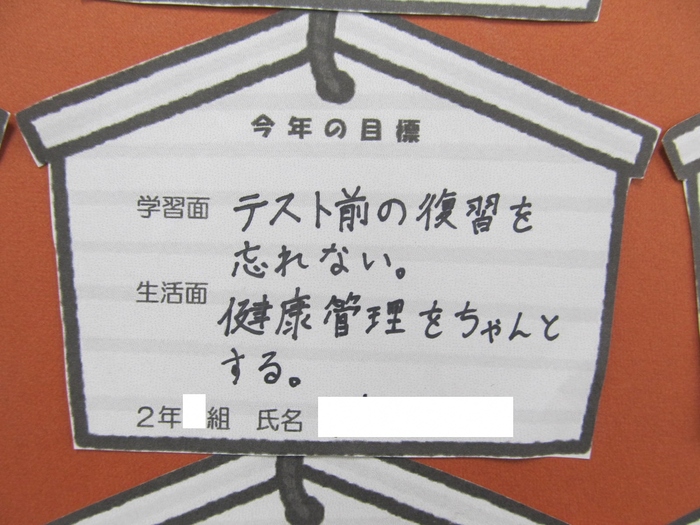 今年の目標
学習面 テスト前の復習を
忘れない。
生活面
健康管理をちゃんと
する。
2年 組 氏名